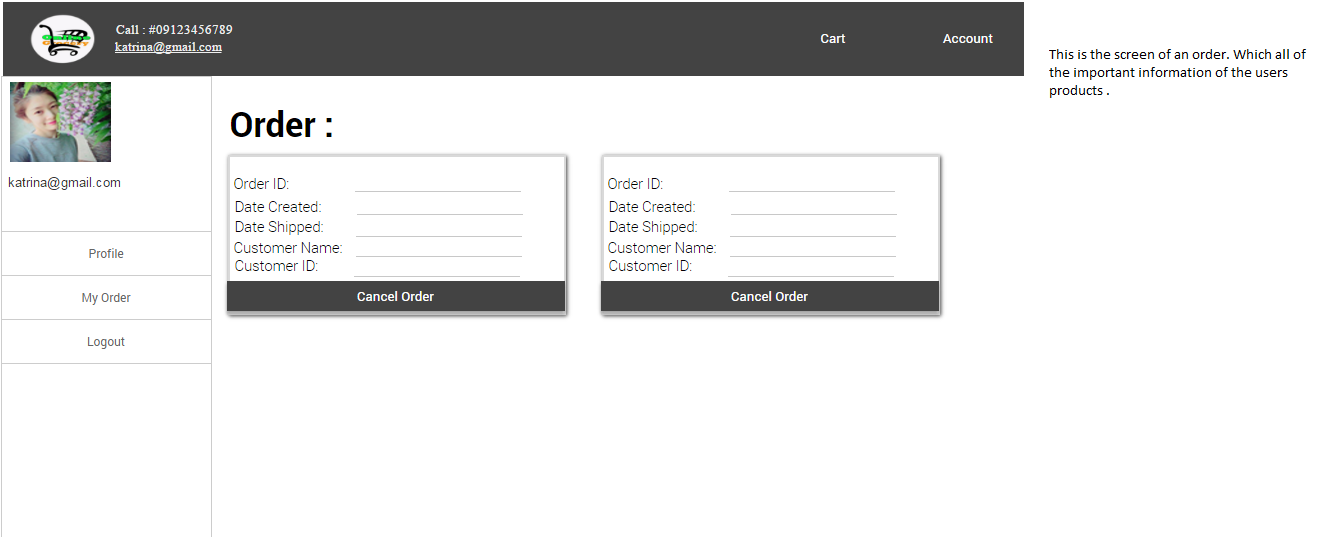 Call : #09123456789
katrina@gmail.com
Cart
Account
This is the screen of an order. Which all of
the important information of the users
products .
katrina@gmail.com
Profile
My Order
Logout
Order :
Order ID:
Date Created:
Date Shipped:
Customer Name:
Customer ID:
Cancel Order
Order ID:
Date Created:
Date Shipped:
Customer Name:
Customer ID:
Cancel Order